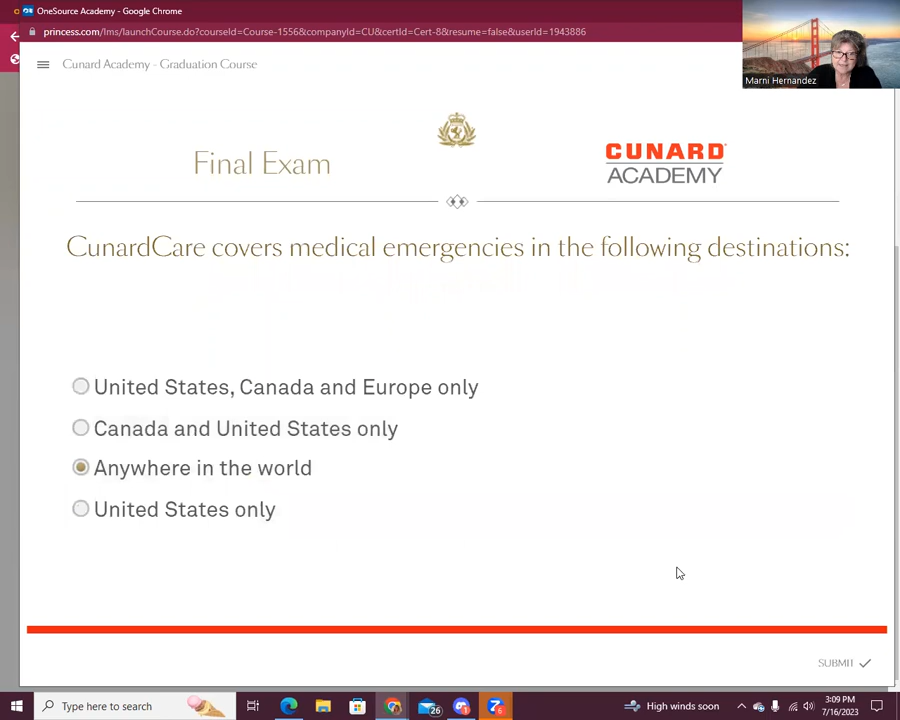 OneSource Academy - Google Chrome
princess.com/lms/launchCourse.do?courseId=Course-1556&companyId=CU&certId=Cert-8&resume=false&userId=1943886
Cunard Academy - Graduation Course
Marni Hernandez
Final Exam
CUNARD
ACADEMY
CunardCare covers medical emergencies in the following destinations:
United States, Canada and Europe only
Canada and United States only
Anywhere in the world
United States only
SUBMIT
Type here to search
26
High winds soon
3:09 PM
7/16/2023